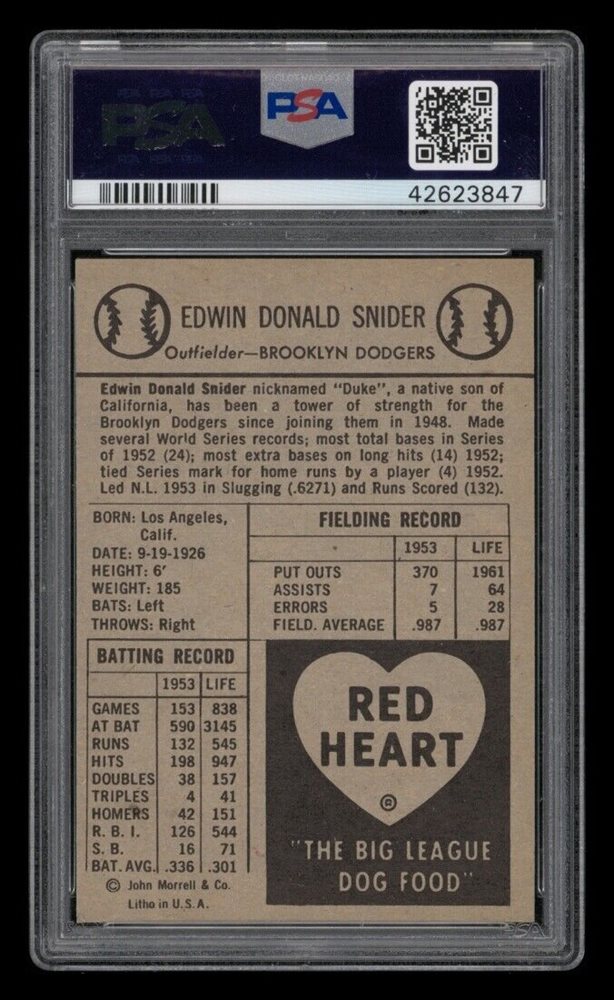 PSA
PSA
42623847
EDWIN DONALD SNIDER
Outfielder—BROOKLYN DODGERS
Edwin Donald Snider nicknamed "Duke", a native son of
California, has been a tower of strength for the
Brooklyn Dodgers since joining them in 1948. Made
several World Series records; most total bases in Series
of 1952 (24); most extra bases on long hits (14) 1952;
tied Series mark for home runs by a player (4) 1952.
Led N.L. 1953 in Slugging (.6271) and Runs Scored (132).
BORN: Los Angeles,
Calif.
DATE: 9-19-1926
HEIGHT: 6'
WEIGHT: 185
BATS: Left
THROWS: Right
FIELDING RECORD
1953 LIFE
PUT OUTS 370 1961
ASSISTS 7 64
ERRORS 5 28
FIELD. AVERAGE .987 .987
BATTING RECORD
1953 LIFE
GAMES 153 838
AT BAT 590 3145
RUNS 132 545
HITS 198 947
DOUBLES 38 157
TRIPLES 4 41
HOMERS 42 151
R. B. I. 126 544
S. B. 16 71
BAT. AVG. .336 .301
© John Morrell & Co.
Litho in U.S.A.
RED
HEART
®
"THE BIG LEAGUE
DOG FOOD"
PSA